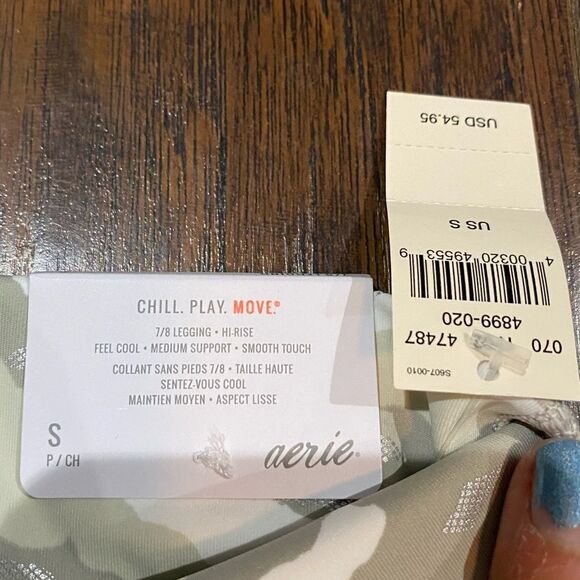 CHILL. PLAY. MOVE.®
7/8 LEGGING • HI-RISE
FEEL COOL • MEDIUM SUPPORT • SMOOTH TOUCH
COLLANT SANS PIEDS 7/8 • TAILLE HAUTE
SENTEZ-VOUS COOL
MAINTIEN MOYEN • ASPECT LISSE
S
P / CH
aerie®
USD 54.95
US S
4 00320 49553 9
4899-020
070 47487
S607-0010